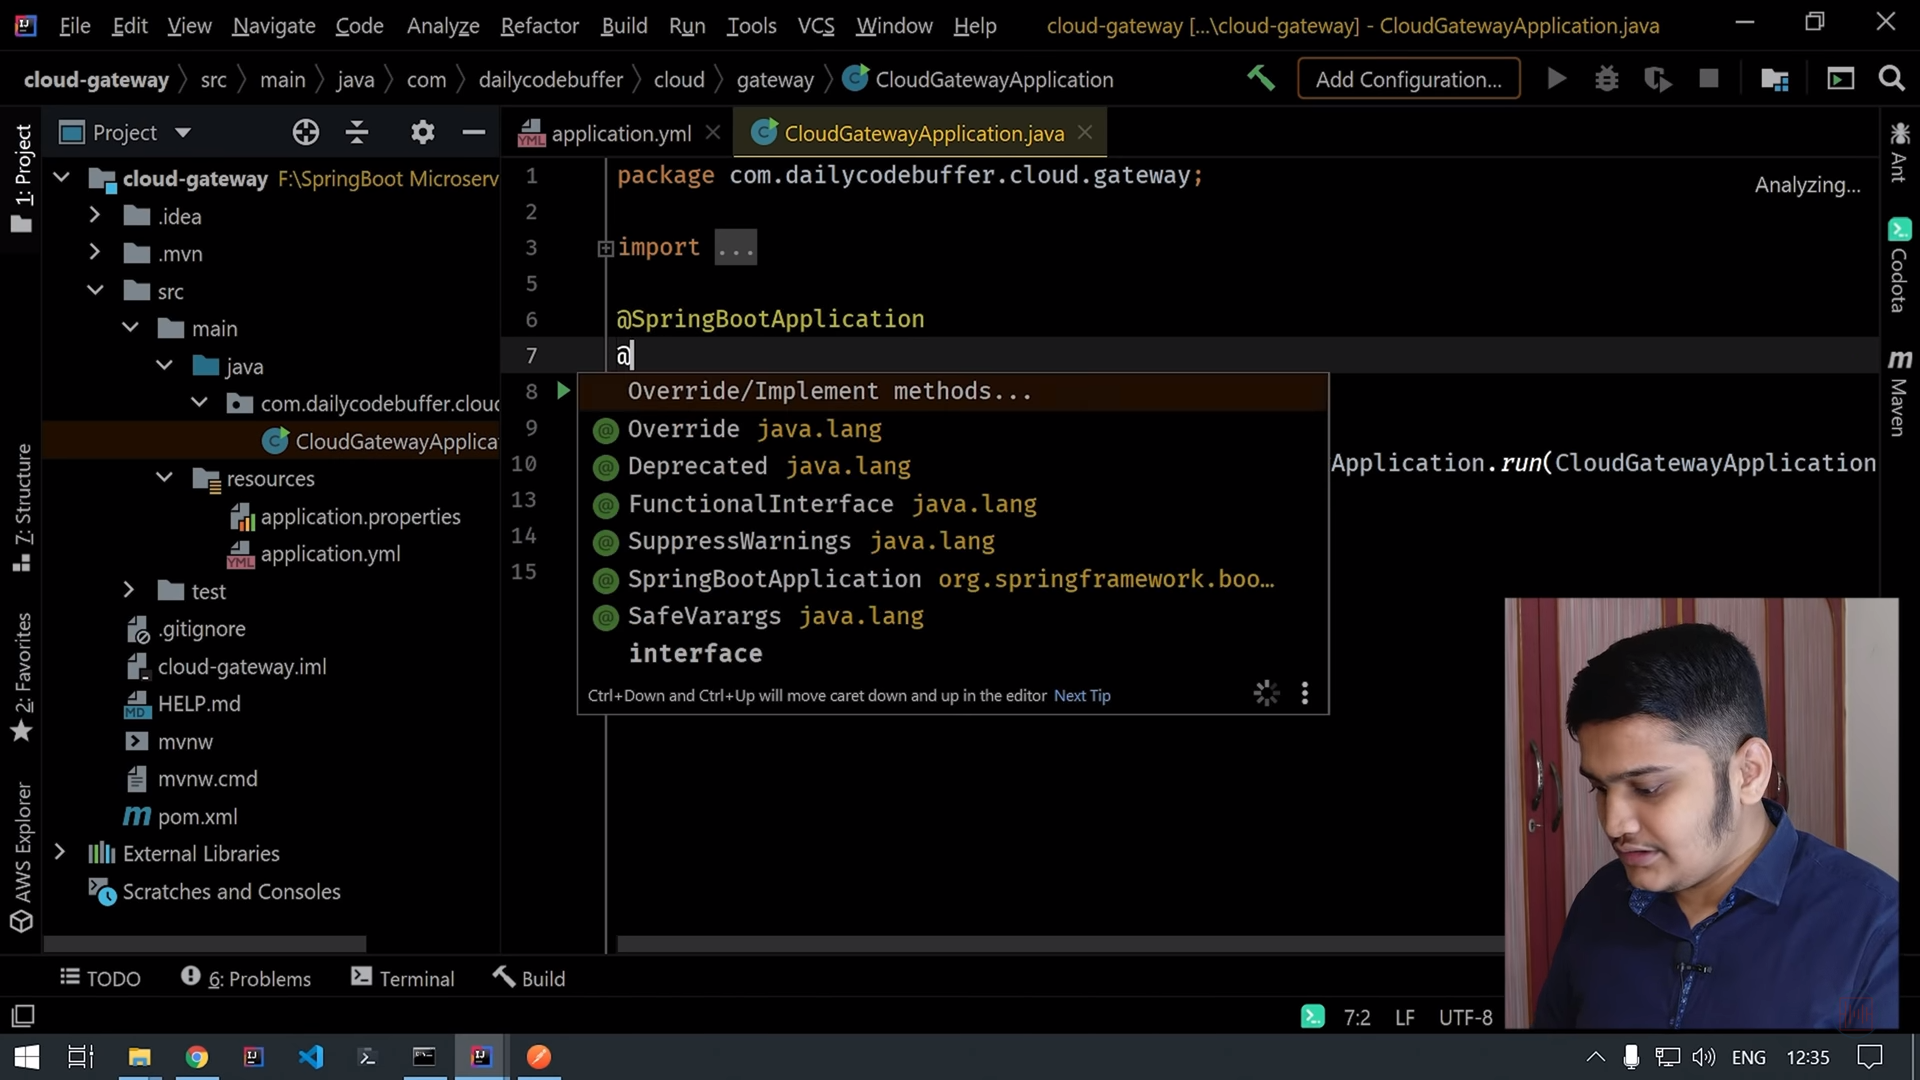 File Edit View Navigate Code Analyze Refactor Build Run Tools VCS Window Help cloud-gateway [...\cloud-gateway] - CloudGatewayApplication.java
cloud-gateway src main java com dailycodebuffer cloud gateway CloudGatewayApplication Add Configuration...
Project
application.yml
CloudGatewayApplication.java
1: Project
7: Structure
2: Favorites
AWS Explorer
cloud-gateway F:\SpringBoot Microserv
.idea
.mvn
src
main
java
com.dailycodebuffer.clou
CloudGatewayApplica
resources
application.properties
application.yml
test
.gitignore
cloud-gateway.iml
HELP.md
mvnw
mvnw.cmd
pom.xml
External Libraries
Scratches and Consoles
1 package com.dailycodebuffer.cloud.gateway;
Analyzing...
2
3 import ...
5
6 @SpringBootApplication
7 @
8
9
10 Application.run(CloudGatewayApplication
13
14
15
Override/Implement methods...
Override java.lang
Deprecated java.lang
FunctionalInterface java.lang
SuppressWarnings java.lang
SpringBootApplication org.springframework.boo...
SafeVarargs java.lang
interface
Ctrl+Down and Ctrl+Up will move caret down and up in the editor Next Tip
Ant
Codota
Maven
TODO 6: Problems Terminal Build
7:2 LF UTF-8
ENG 12:35